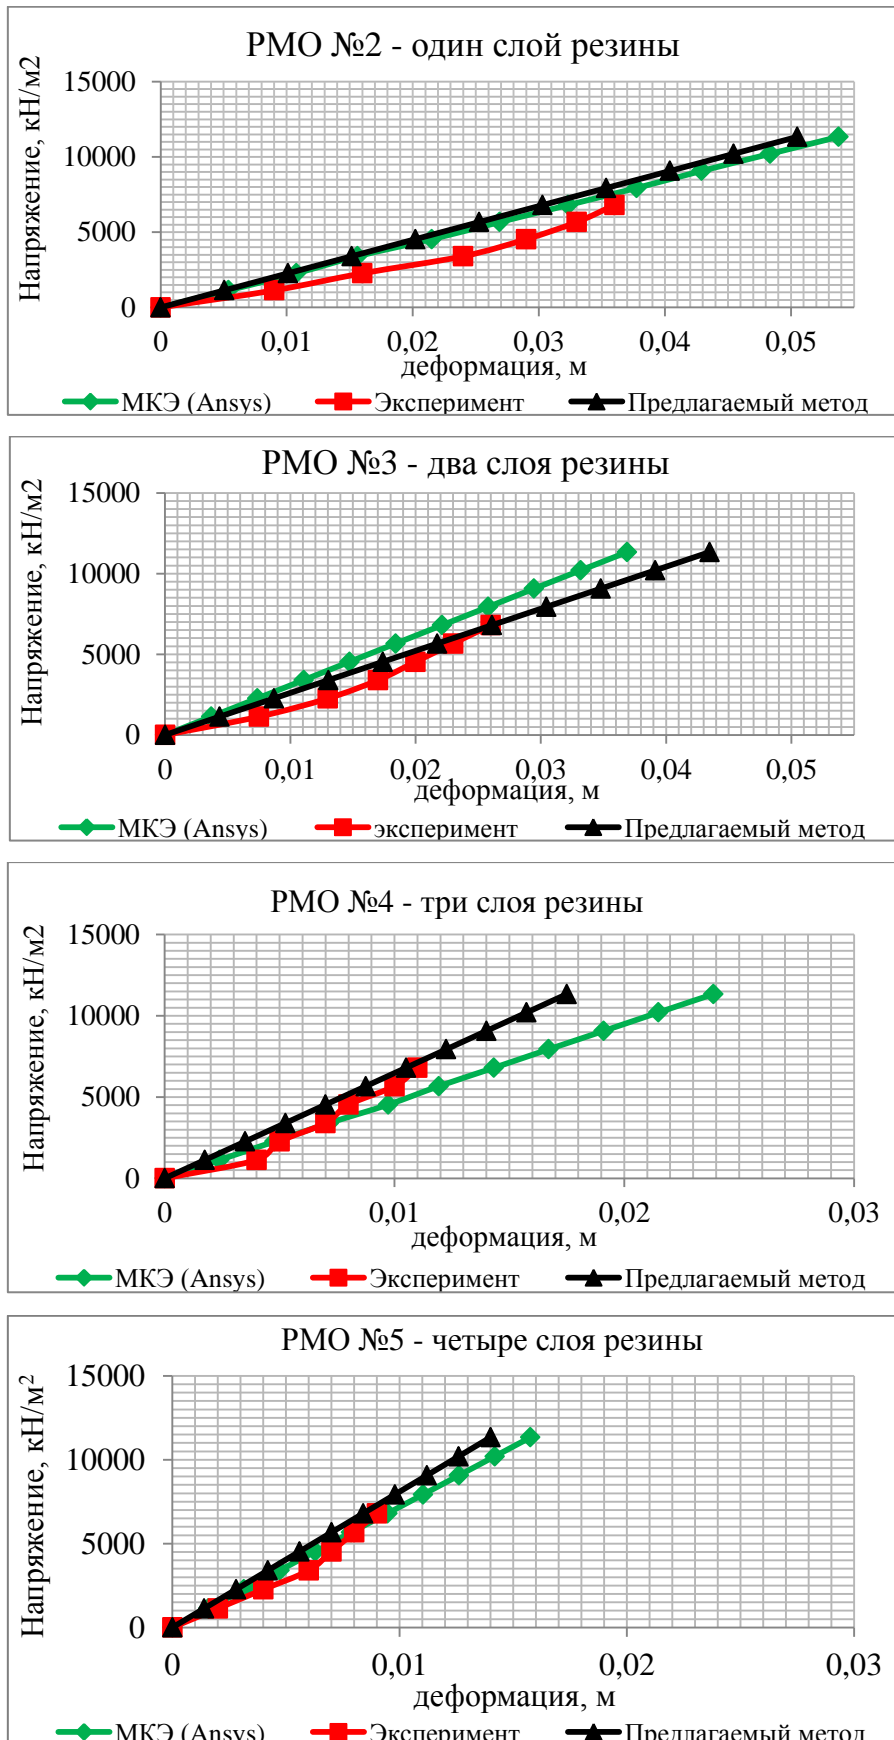 РМО №2 - один слой резины
Напряжение, кН/м2
15000
10000
5000
0
0 0,01 0,02 0,03 0,04 0,05
деформация, м
МКЭ (Ansys) Эксперимент Предлагаемый метод
РМО №3 - два слоя резины
Напряжение, кН/м2
15000
10000
5000
0
0 0,01 0,02 0,03 0,04 0,05
деформация, м
МКЭ (Ansys) эксперимент Предлагаемый метод
РМО №4 - три слоя резины
Напряжение, кН/м2
15000
10000
5000
0
0 0,01 0,02 0,03
деформация, м
МКЭ (Ansys) Эксперимент Предлагаемый метод
РМО №5 - четыре слоя резины
Напряжение, кН/м²
15000
10000
5000
0
0 0,01 0,02 0,03
деформация, м
МКЭ (Ansys) Эксперимент Предлагаемый метод